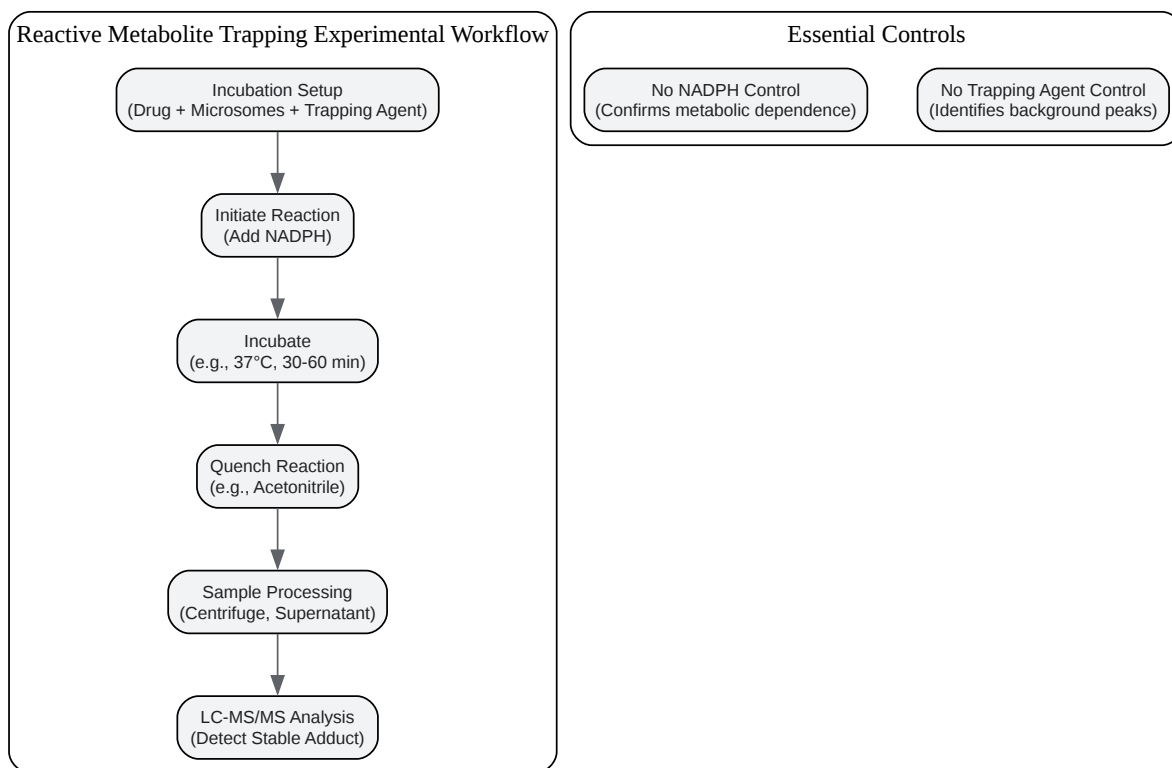 Reactive Metabolite Trapping Experimental Workflow
Incubation Setup
(Drug + Microsomes + Trapping Agent)
Initiate Reaction
(Add NADPH)
Incubate
(e.g., 37°C, 30-60 min)
Quench Reaction
(e.g., Acetonitrile)
Sample Processing
(Centrifuge, Supernatant)
LC-MS/MS Analysis
(Detect Stable Adduct)
Essential Controls
No NADPH Control
(Confirms metabolic dependence)
No Trapping Agent Control
(Identifies background peaks)